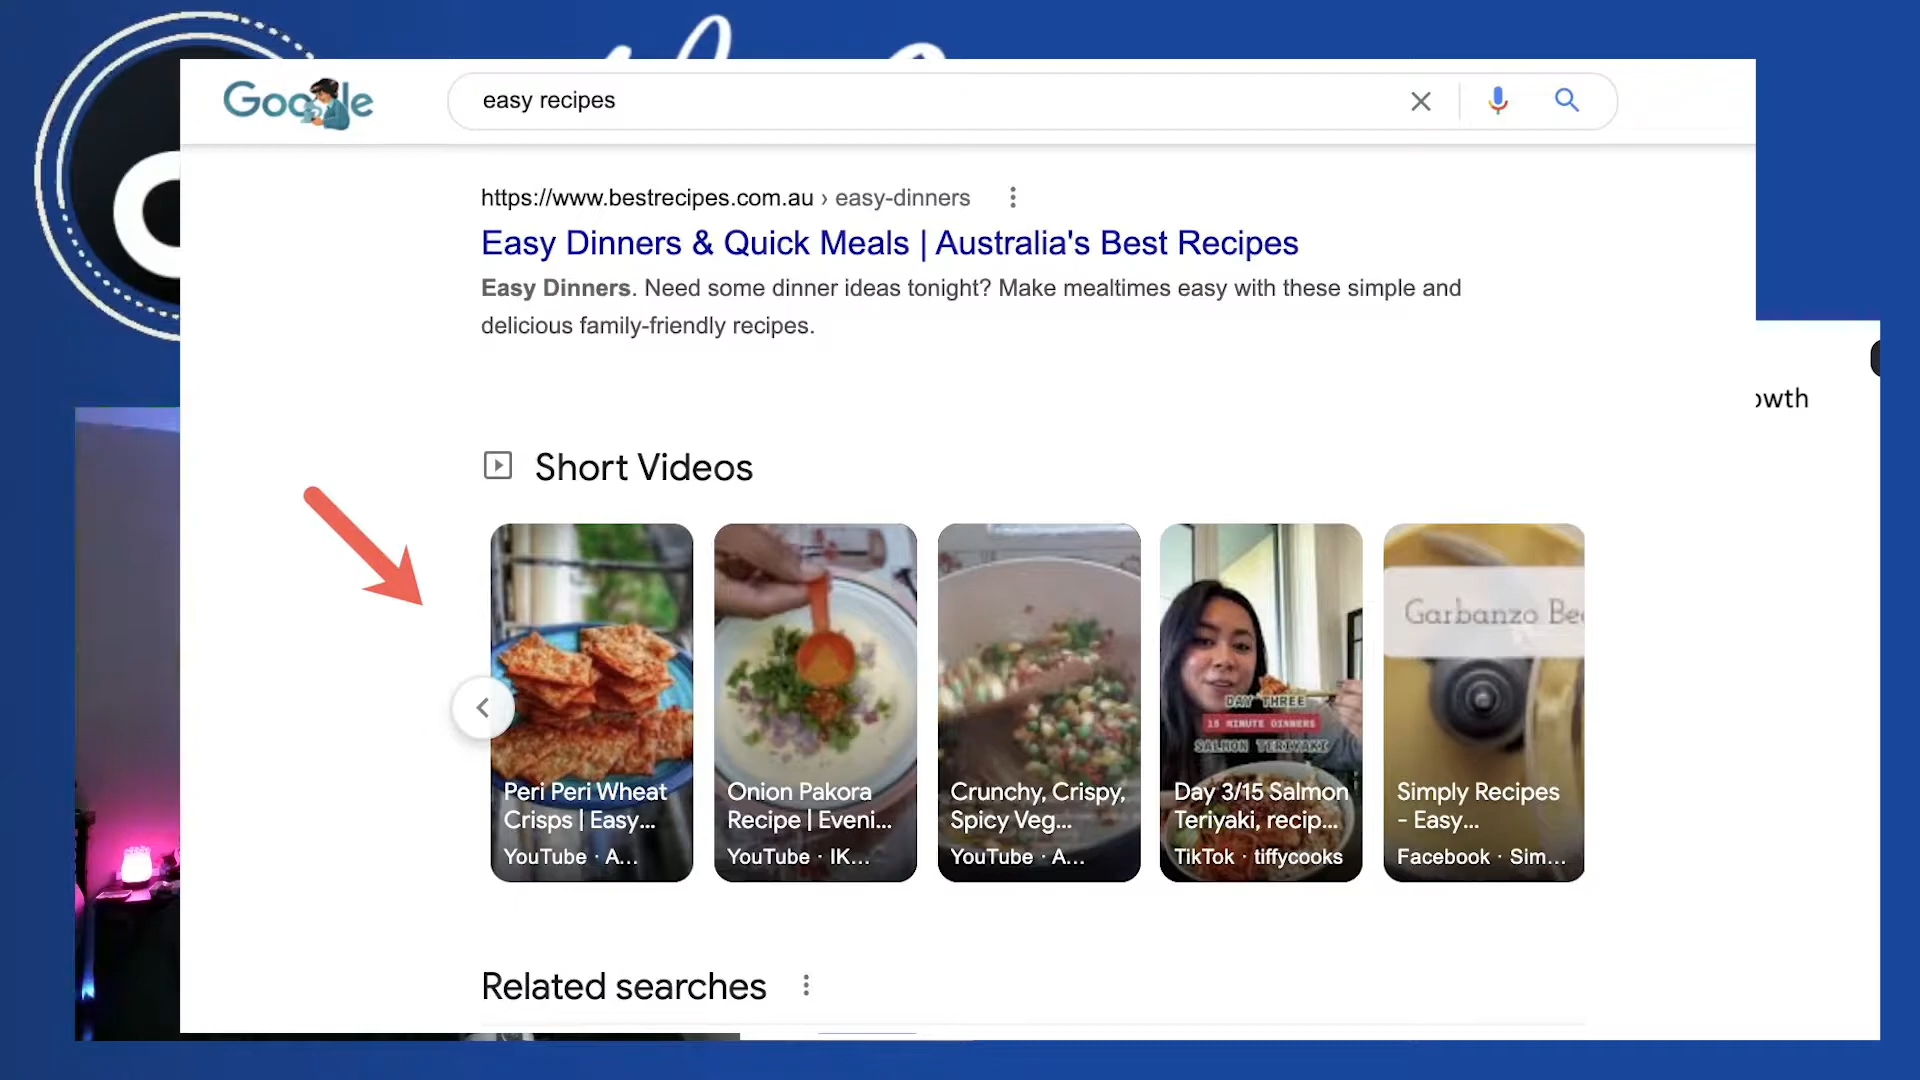 Google
easy recipes
https://www.bestrecipes.com.au › easy-dinners
Easy Dinners & Quick Meals | Australia's Best Recipes
Easy Dinners. Need some dinner ideas tonight? Make mealtimes easy with these simple and
delicious family-friendly recipes.
owth
Short Videos
Garbanzo Be
DAY THREE
15 MINUTE DINNERS
SALMON TERIYAKI
Peri Peri Wheat
Crisps | Easy...
YouTube · A...
Onion Pakora
Recipe | Eveni...
YouTube · IK...
Crunchy, Crispy,
Spicy Veg...
YouTube · A...
Day 3/15 Salmon
Teriyaki, recip...
TikTok · tiffycooks
Simply Recipes
- Easy...
Facebook · Sim...
Related searches